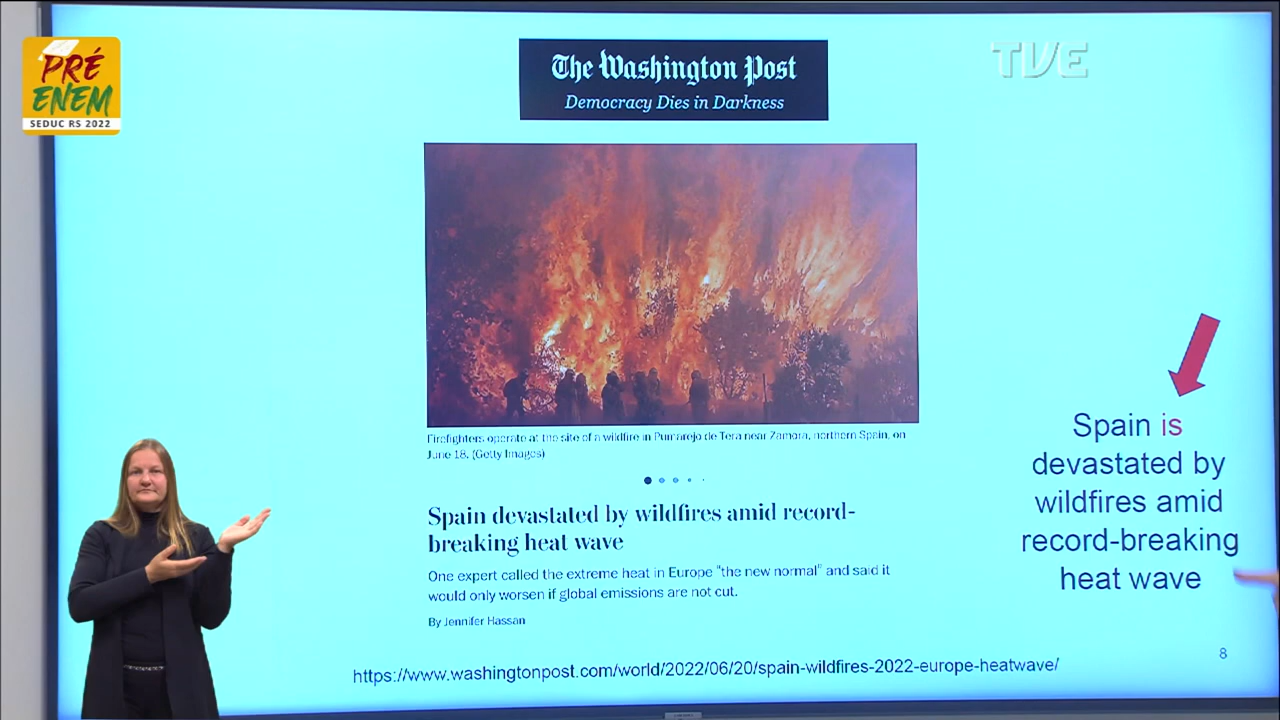 PRÉ
ENEM
SEDUC RS 2022
The Washington Post
Democracy Dies in Darkness
TVE
Firefighters operate at the site of a wildfire in Pumarejo de Tera near Zamora, northern Spain, on
June 18. (Getty Images)
Spain devastated by wildfires amid record-
breaking heat wave
One expert called the extreme heat in Europe "the new normal" and said it
would only worsen if global emissions are not cut.
By Jennifer Hassan
Spain is
devastated by
wildfires amid
record-breaking
heat wave
8
https://www.washingtonpost.com/world/2022/06/20/spain-wildfires-2022-europe-heatwave/